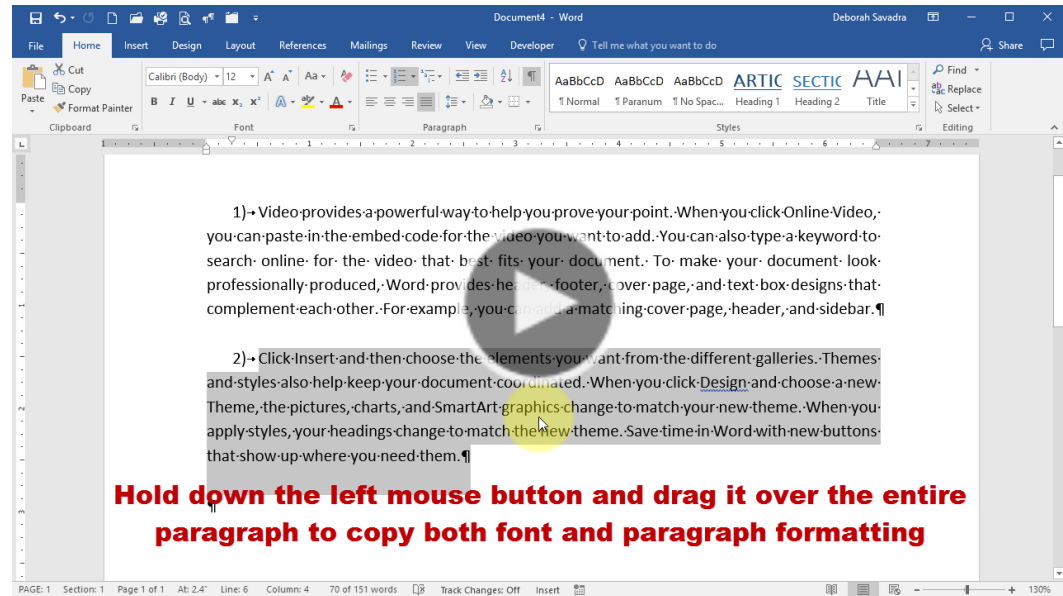 Document4 - Word
Deborah Savadra
File Home Insert Design Layout References Mailings Review View Developer Tell me what you want to do Share
Paste
Cut
Copy
Format Painter
Clipboard
Calibri (Body) 12
Font
Paragraph
AaBbCcD AaBbCcD AaBbCcD ARTIC SECTIC AAI
¶ Normal ¶ Paranum ¶ No Spac... Heading 1 Heading 2 Title
Styles
Find
Replace
Select
Editing
1 1 2 3 4 5 6 7
1)→Video·provides·a·powerful·way·to·help·you·prove·your·point.·When·you·click·Online·Video,·
you·can·paste·in·the·embed·code·for·the·video·you·want·to·add.·You·can·also·type·a·keyword·to·
search· online· for· the· video· that· best· fits· your· document.· To· make· your· document· look·
professionally·produced,·Word·provides·header,·footer,·cover·page,·and·text·box·designs·that·
complement·each·other.·For·example,·you·can·add·a·matching·cover·page,·header,·and·sidebar.¶
2)→Click·Insert·and·then·choose·the·elements·you·want·from·the·different·galleries.·Themes·
and·styles·also·help·keep·your·document·coordinated.·When·you·click·Design·and·choose·a·new·
Theme,·the·pictures,·charts,·and·SmartArt·graphics·change·to·match·your·new·theme.·When·you·
apply·styles,·your·headings·change·to·match·the·new·theme.·Save·time·in·Word·with·new·buttons·
that·show·up·where·you·need·them.¶
¶
Hold down the left mouse button and drag it over the entire
paragraph to copy both font and paragraph formatting
PAGE: 1 Section: 1 Page 1 of 1 At: 2.4" Line: 6 Column: 4 70 of 151 words Track Changes: Off Insert 130%